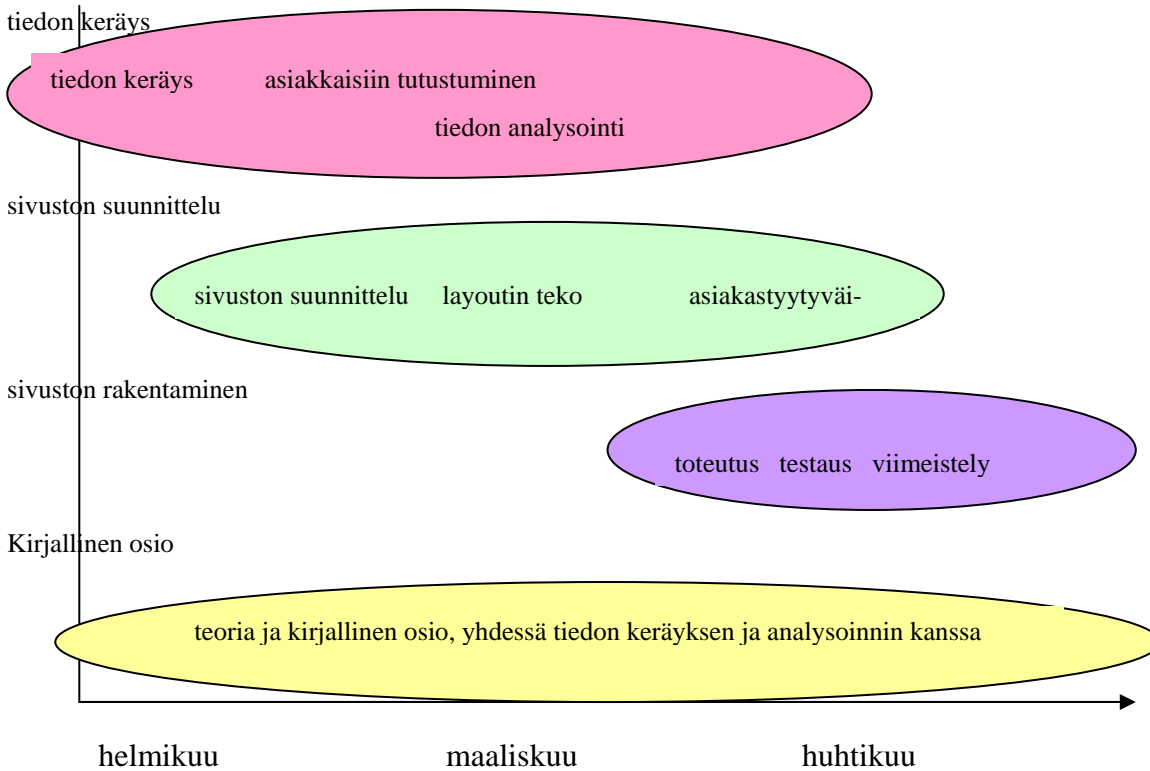 tiedon keräys
tiedon keräys asiakkaisiin tutustuminen
tiedon analysointi
sivuston suunnittelu
sivuston suunnittelu layoutin teko asiakastyytyväi-
sivuston rakentaminen
toteutus testaus viimeistely
Kirjallinen osio
teoria ja kirjallinen osio, yhdessä tiedon keräyksen ja analysoinnin kanssa
helmikuu maaliskuu huhtikuu